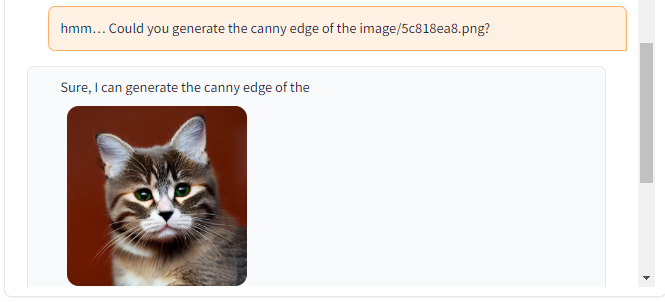 hmm… Could you generate the canny edge of the image/5c818ea8.png?
Sure, I can generate the canny edge of the